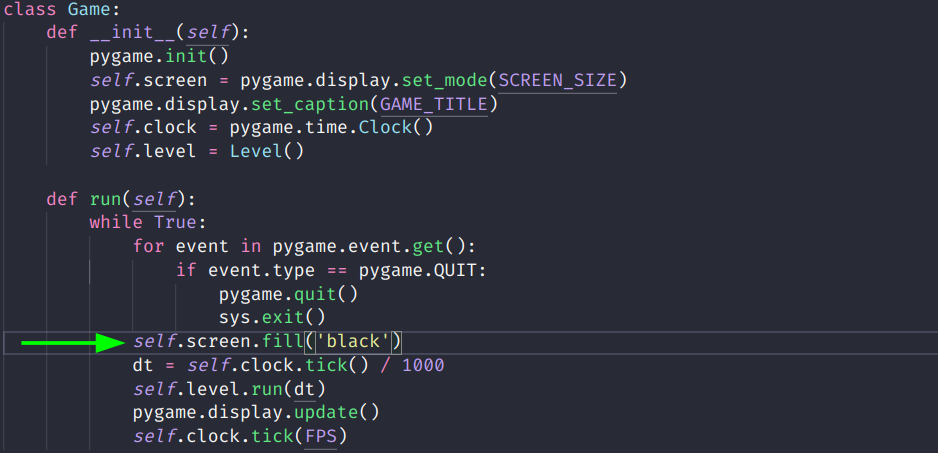 class Game:
    def __init__(self):
        pygame.init()
        self.screen = pygame.display.set_mode(SCREEN_SIZE)
        pygame.display.set_caption(GAME_TITLE)
        self.clock = pygame.time.Clock()
        self.level = Level()

    def run(self):
        while True:
            for event in pygame.event.get():
                if event.type == pygame.QUIT:
                    pygame.quit()
                    sys.exit()
            self.screen.fill('black')
            dt = self.clock.tick() / 1000
            self.level.run(dt)
            pygame.display.update()
            self.clock.tick(FPS)